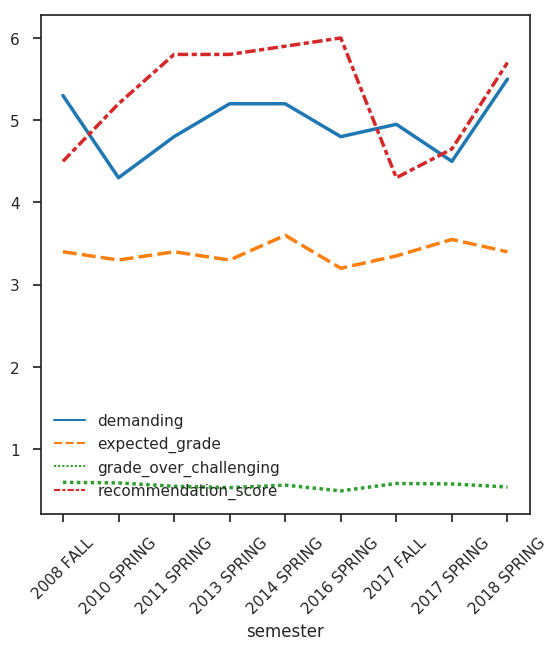 6
5
4
3
2
1
demanding
expected_grade
grade_over_challenging
recommendation_score
2008 FALL
2010 SPRING
2011 SPRING
2013 SPRING
2014 SPRING
2016 SPRING
2017 FALL
2017 SPRING
2018 SPRING
semester